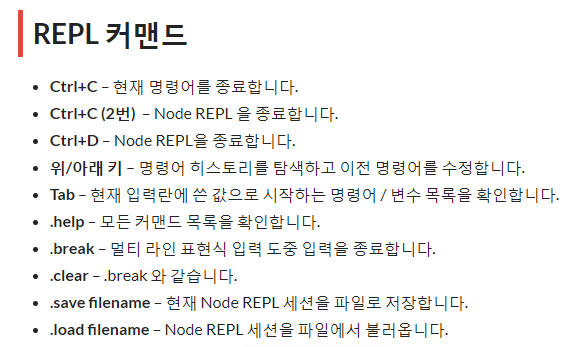 REPL 커맨드
Ctrl+C – 현재 명령어를 종료합니다.
Ctrl+C (2번) – Node REPL 을 종료합니다.
Ctrl+D – Node REPL을 종료합니다.
위/아래 키 – 명령어 히스토리를 탐색하고 이전 명령어를 수정합니다.
Tab – 현재 입력란에 쓴 값으로 시작하는 명령어 / 변수 목록을 확인합니다.
.help – 모든 커맨드 목록을 확인합니다.
.break – 멀티 라인 표현식 입력 도중 입력을 종료합니다.
.clear – .break 와 같습니다.
.save filename – 현재 Node REPL 세션을 파일로 저장합니다.
.load filename – Node REPL 세션을 파일에서 불러옵니다.